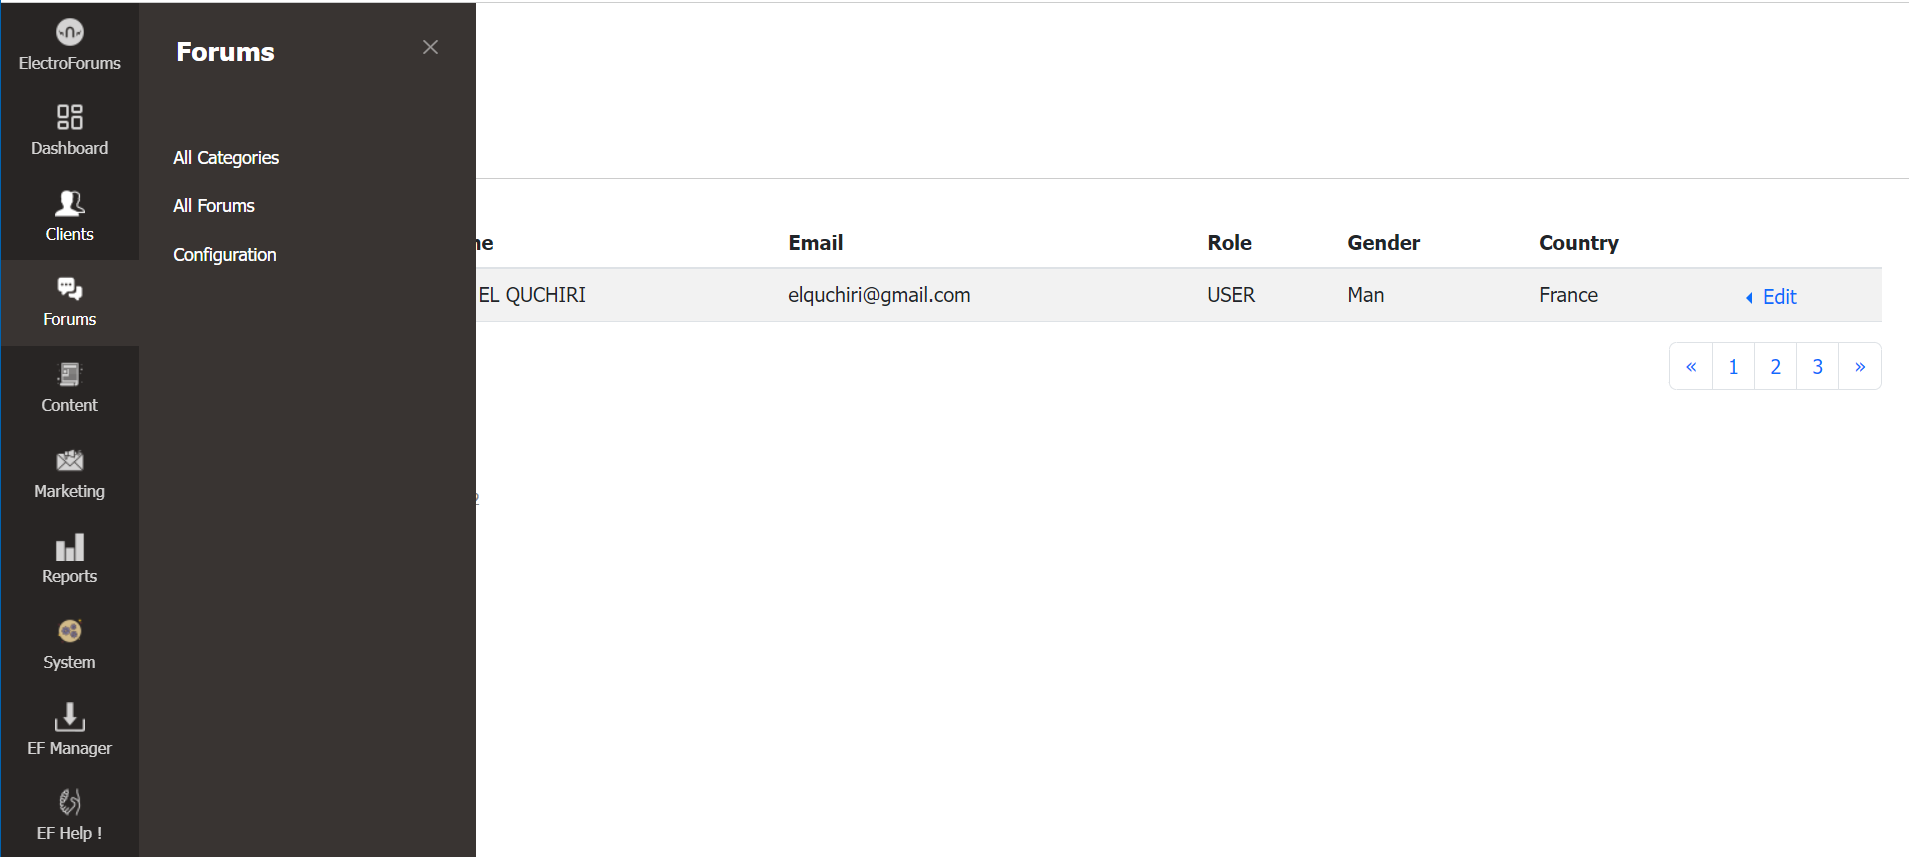 ElectroForums
Dashboard
Clients
Forums
Content
Marketing
Reports
System
EF Manager
EF Help !
Forums
All Categories
All Forums
Configuration
Email Role Gender Country
EL QUCHIRI elquchiri@gmail.com USER Man France Edit
« 1 2 3 »